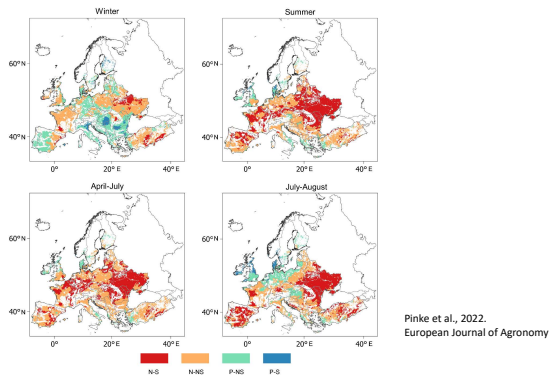 Winter
Summer
60°N
40°N
0°
20°E
40°E
60°N
40°N
0°
20°E
40°E
April-July
July-August
60°N
40°N
0°
20°E
40°E
60°N
40°N
0°
20°E
40°E
Pinke et al., 2022.
European Journal of Agronomy
N-S
N-NS
P-NS
P-S